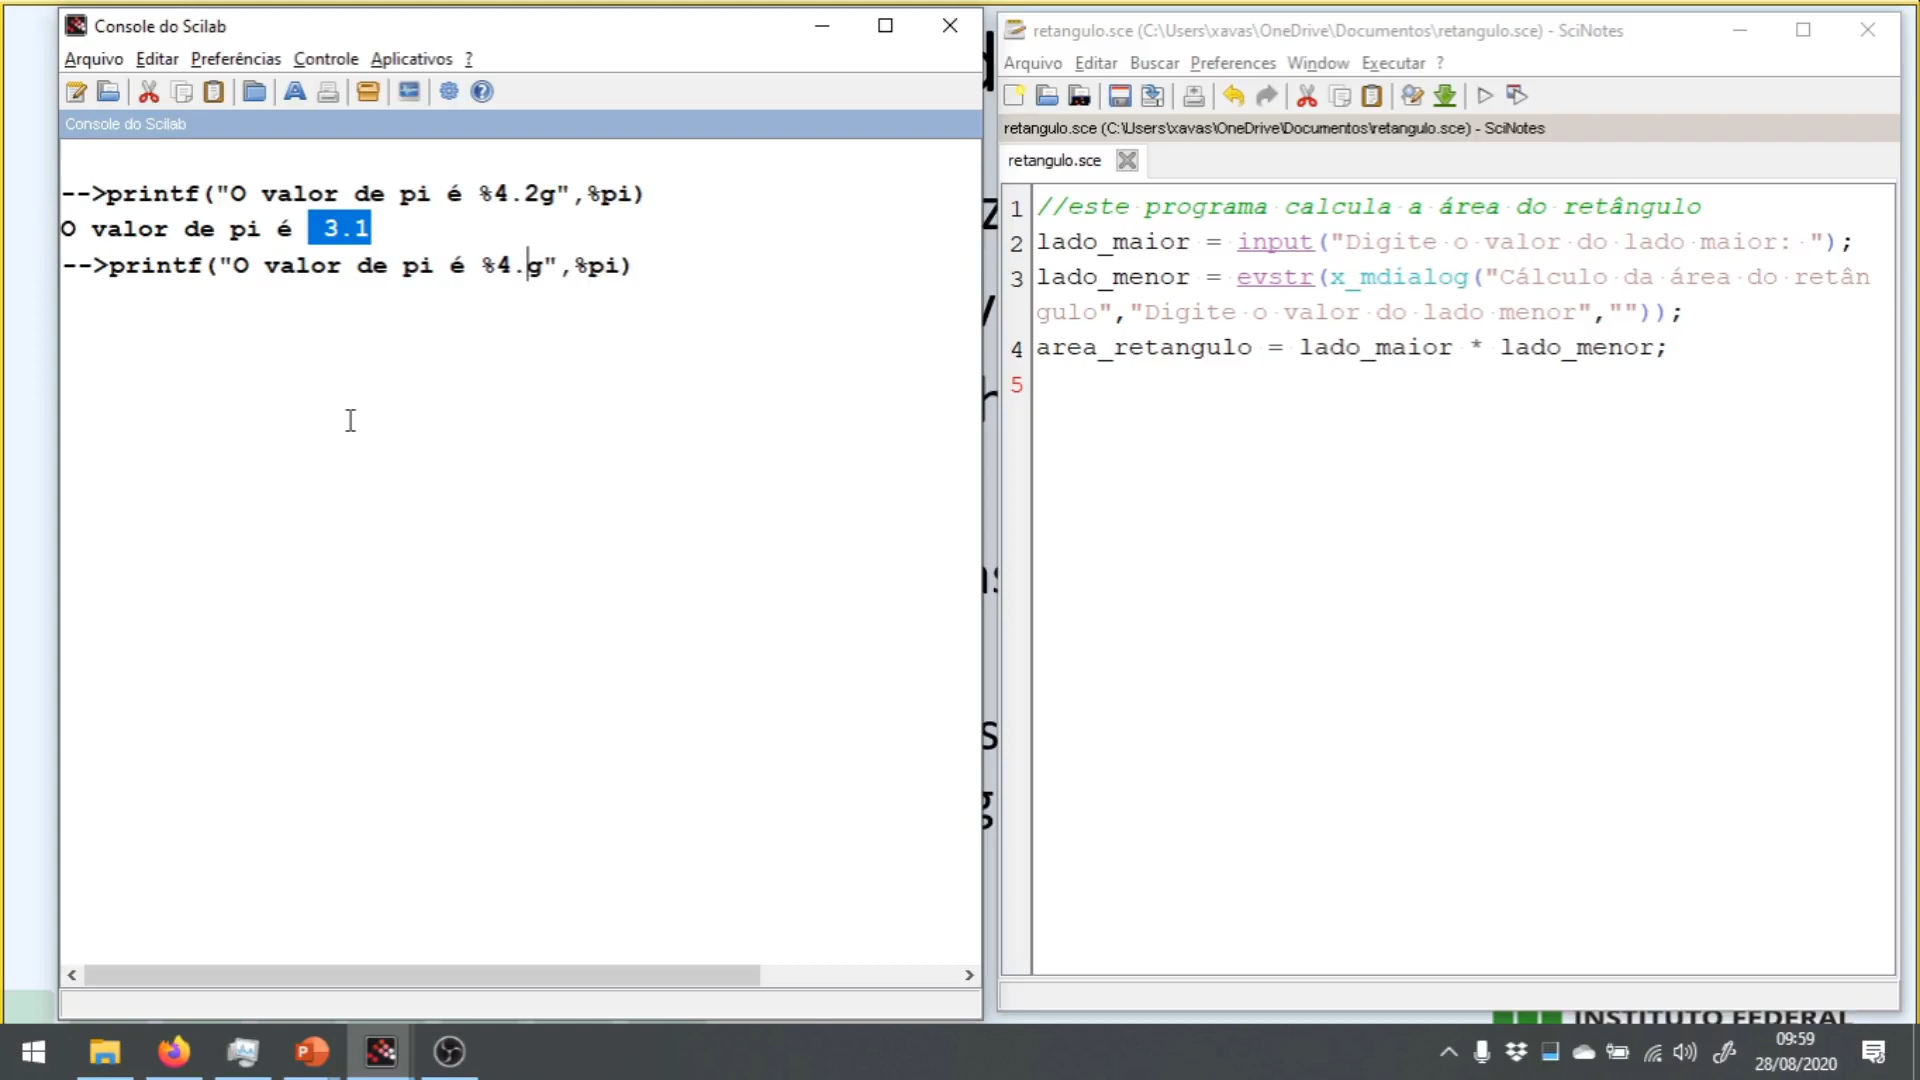 Console do Scilab
Arquivo Editar Preferências Controle Aplicativos ?
Console do Scilab
-->printf("O valor de pi é %4.2g",%pi)
O valor de pi é  3.1
-->printf("O valor de pi é %4.g",%pi)
retangulo.sce (C:\Users\xavas\OneDrive\Documentos\retangulo.sce) - SciNotes
Arquivo Editar Buscar Preferences Window Executar ?
retangulo.sce (C:\Users\xavas\OneDrive\Documentos\retangulo.sce) - SciNotes
retangulo.sce
1 //este programa calcula a área do retângulo
2 lado_maior = input("Digite o valor do lado maior: ");
3 lado_menor = evstr(x_mdialog("Cálculo da área do retân
gulo","Digite o valor do lado menor",""));
4 area_retangulo = lado_maior * lado_menor;
5
INSTITUTO FEDERAL
09:59
28/08/2020